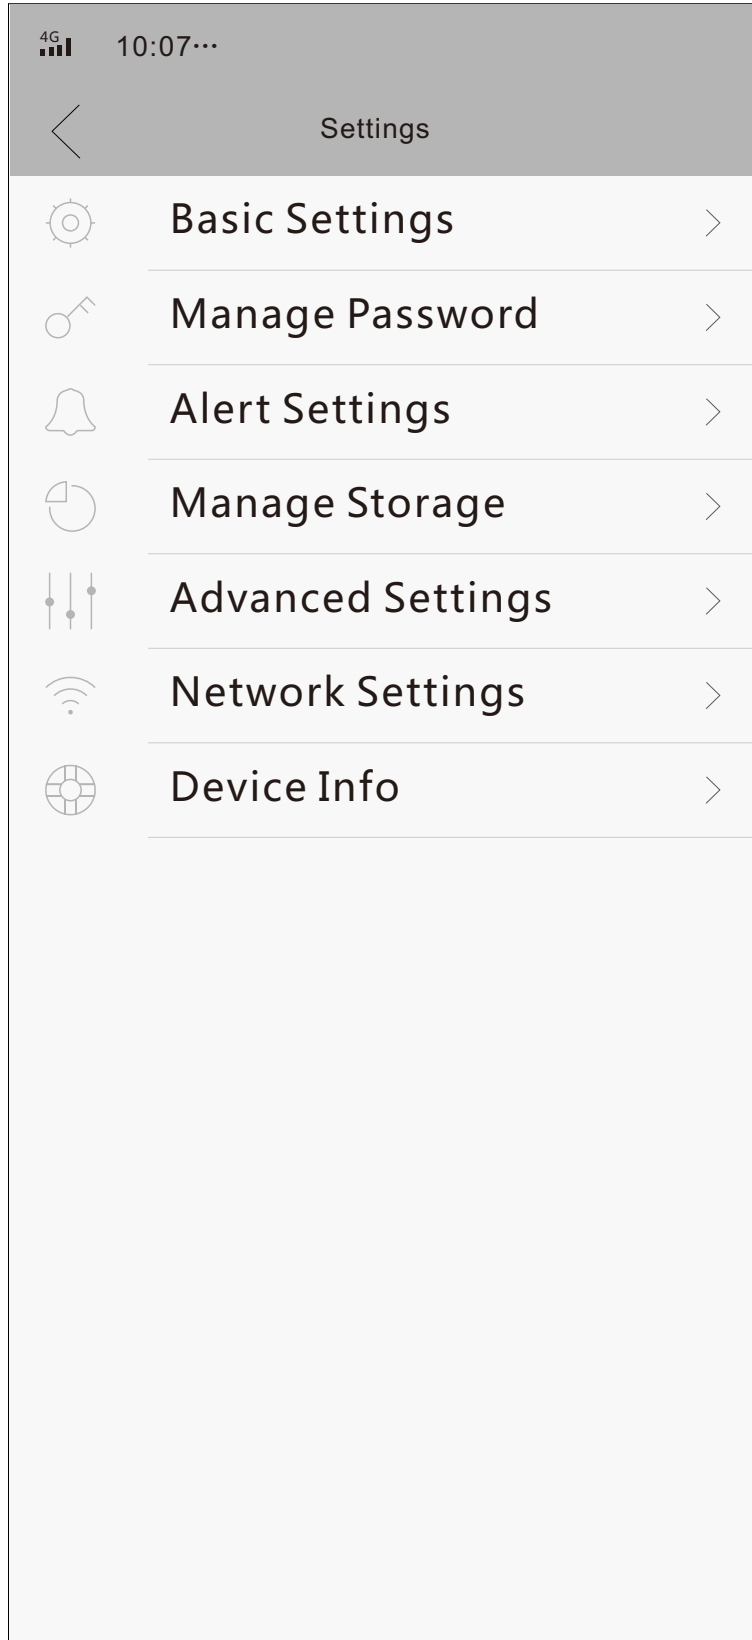 4G 10:07···
Settings
Basic Settings
Manage Password
Alert Settings
Manage Storage
Advanced Settings
Network Settings
Device Info